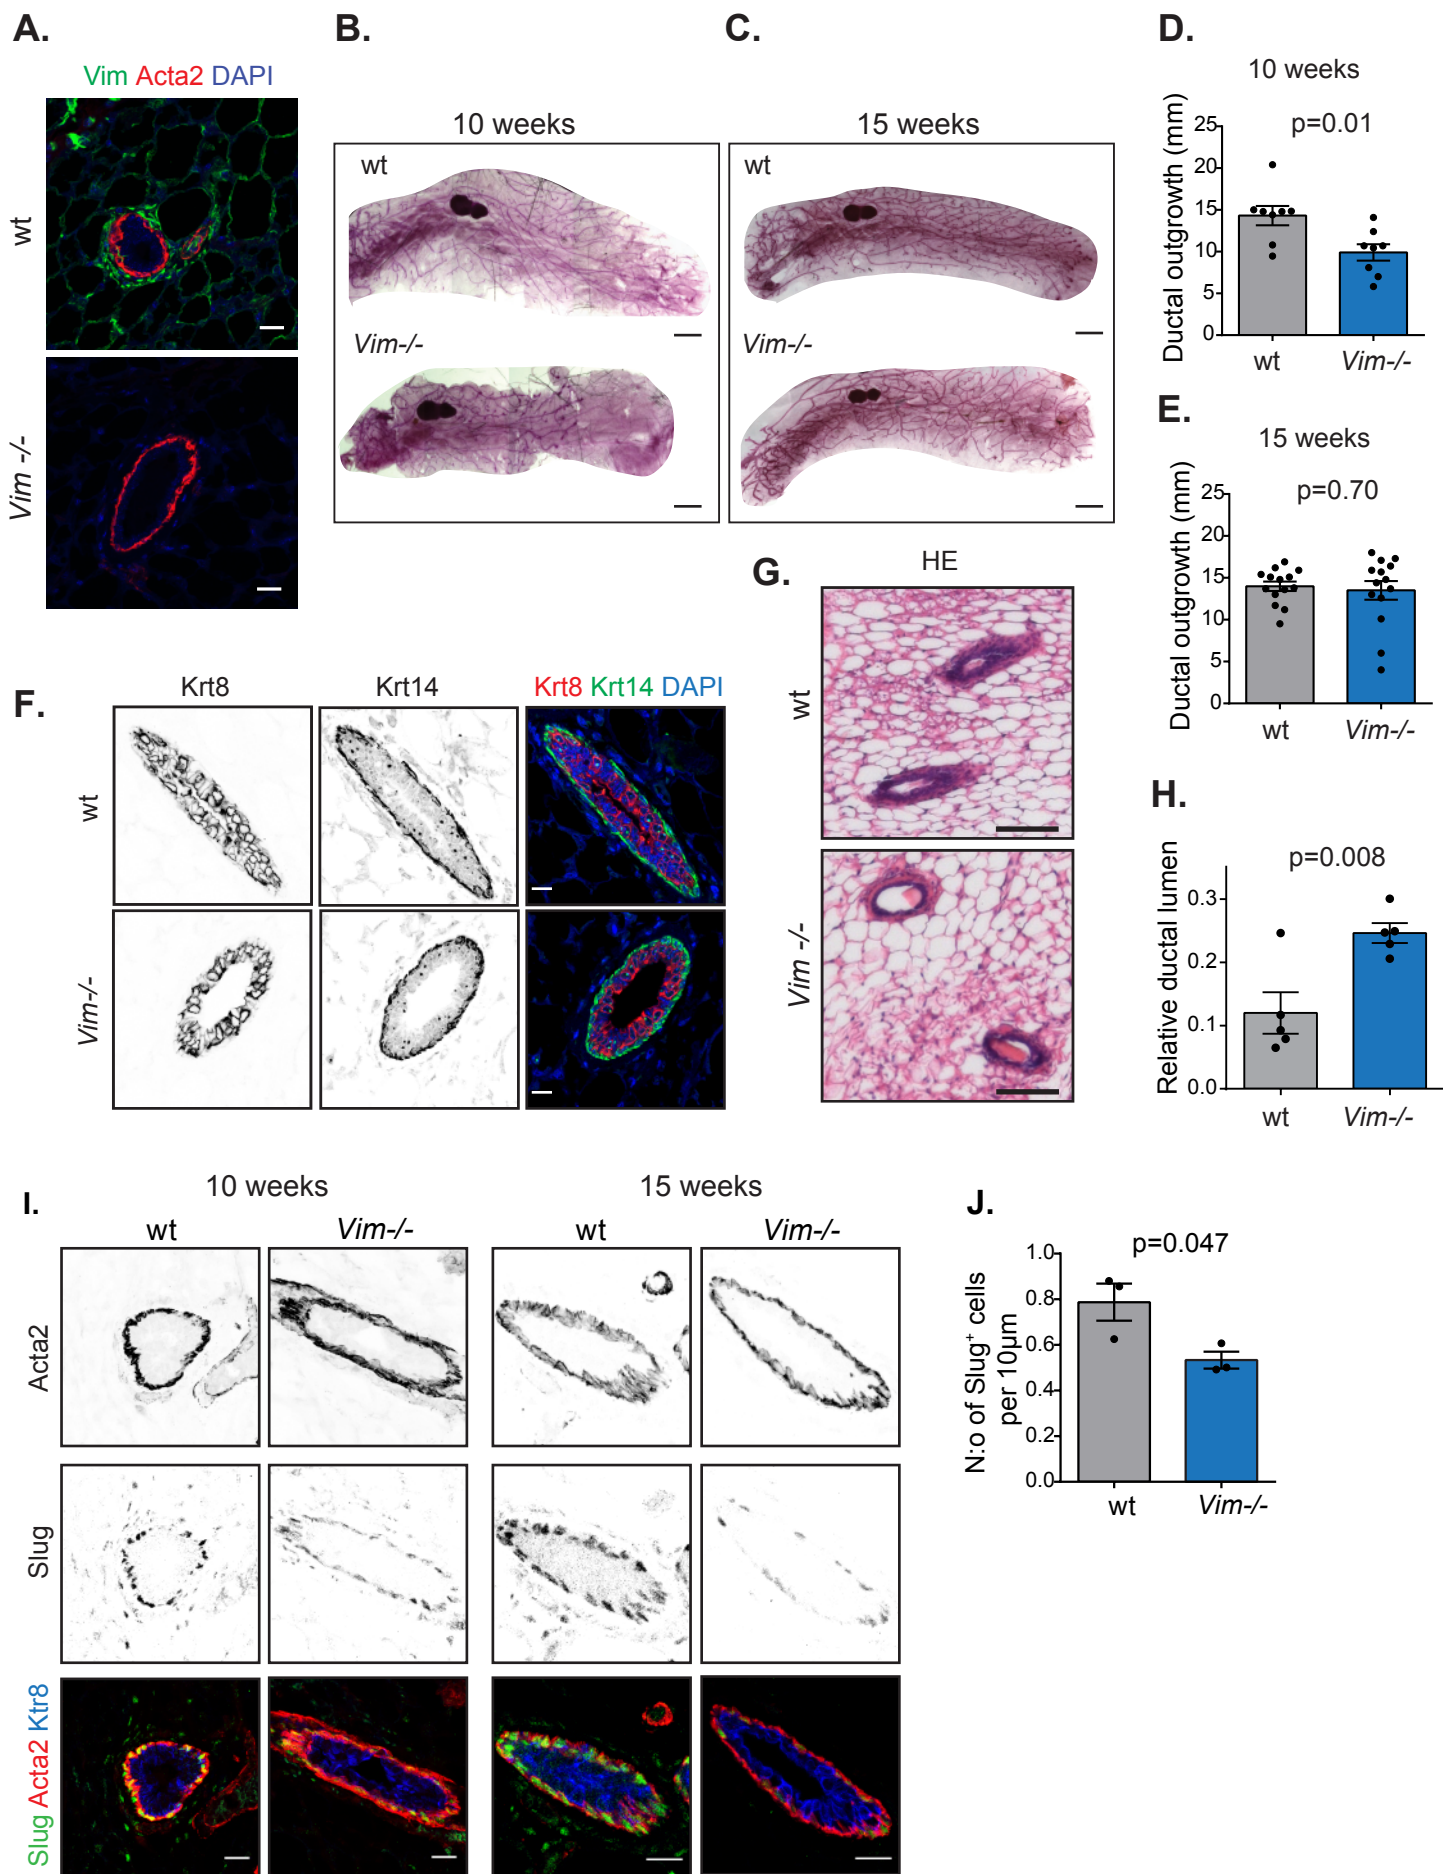 A.
Vim Acta2 DAPI
wt
Vim -/-
B.
10 weeks
wt
Vim-/-
C.
15 weeks
wt
Vim-/-
D.
10 weeks
p=0.01
Ductal outgrowth (mm)
25
20
15
10
5
0
wt
Vim-/-
E.
15 weeks
p=0.70
Ductal outgrowth (mm)
25
20
15
10
5
0
wt
Vim-/-
F.
Krt8
Krt14
Krt8 Krt14 DAPI
wt
Vim-/-
G.
HE
wt
Vim -/-
H.
p=0.008
Relative ductal lumen
0.3
0.2
0.1
0.0
wt
Vim-/-
I.
10 weeks
15 weeks
wt
Vim-/-
wt
Vim-/-
Acta2
Slug
Slug Acta2 Ktr8
J.
p=0.047
N:o of Slug+ cells
per 10µm
1.0
0.8
0.6
0.4
0.2
0.0
wt
Vim-/-